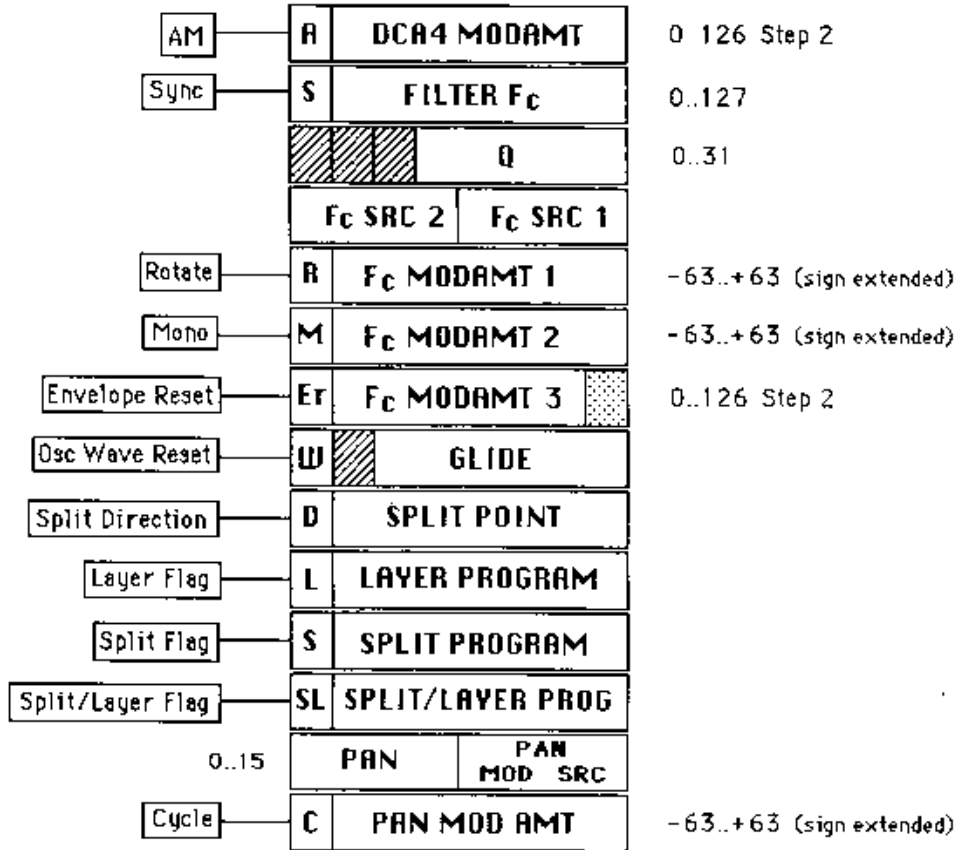 AM A DCA4 MODAMT 0 126 Step 2
Sync S FILTER Fc 0..127
Q 0..31
Fc SRC 2 Fc SRC 1
Rotate R Fc MODAMT 1 -63..+63 (sign extended)
Mono M Fc MODAMT 2 -63..+63 (sign extended)
Envelope Reset Er Fc MODAMT 3 0..126 Step 2
Osc Wave Reset W GLIDE
Split Direction D SPLIT POINT
Layer Flag L LAYER PROGRAM
Split Flag S SPLIT PROGRAM
Split/Layer Flag SL SPLIT/LAYER PROG
0..15 PAN PAN MOD SRC
Cycle C PAN MOD AMT -63..+63 (sign extended)